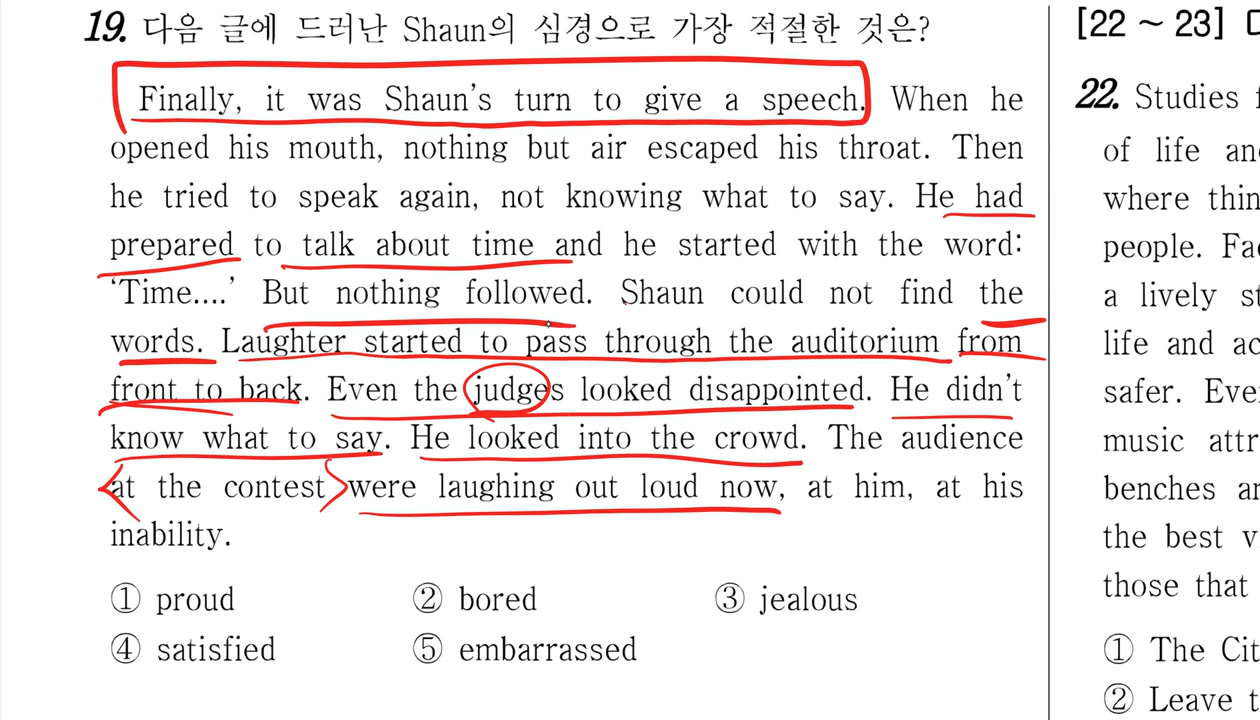 19. 다음 글에 드러난 Shaun의 심경으로 가장 적절한 것은?
Finally, it was Shaun's turn to give a speech. When he
opened his mouth, nothing but air escaped his throat. Then
he tried to speak again, not knowing what to say. He had
prepared to talk about time and he started with the word:
'Time....' But nothing followed. Shaun could not find the
words. Laughter started to pass through the auditorium from
front to back. Even the judges looked disappointed. He didn't
know what to say. He looked into the crowd. The audience
at the contest were laughing out loud now, at him, at his
inability.
① proud ② bored ③ jealous
④ satisfied ⑤ embarrassed
[22 ~ 23]
22. Studies
of life
where
people.
a lively
life and
safer.
music
benches
the best
those that
① The
② Leave